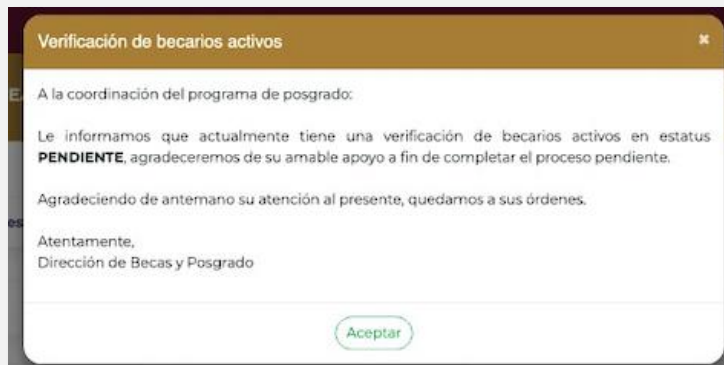 Verificación de becarios activos
A la coordinación del programa de posgrado:
Le informamos que actualmente tiene una verificación de becarios activos en estatus
PENDIENTE, agradeceremos de su amable apoyo a fin de completar el proceso pendiente.
Agradeciendo de antemano su atención al presente, quedamos a sus órdenes.
Atentamente,
Dirección de Becas y Posgrado
Aceptar